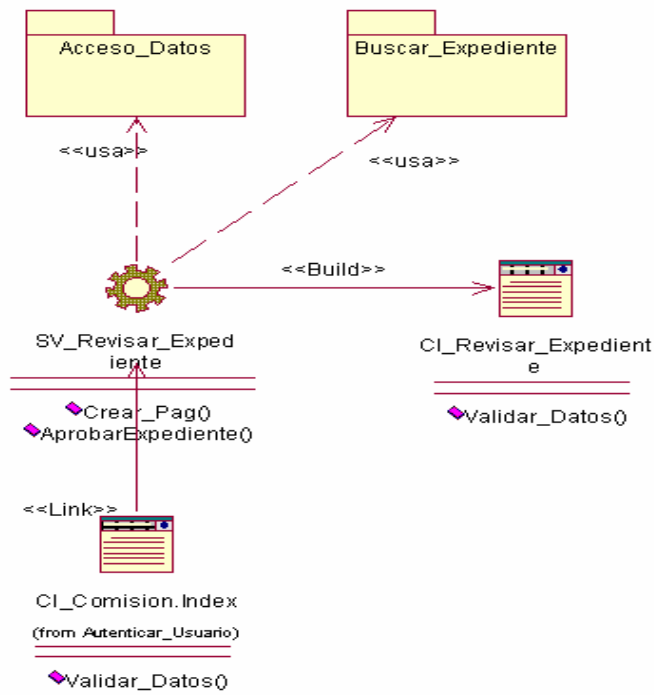 Acceso_Datos
Buscar_Expediente
<<usa>>
<<usa>>
<<Build>>
SV_Revisar_Exped
iente
CI_Revisar_Expedient
e
Crear_Pag()
AprobarExpediente()
Validar_Datos()
<<Link>>
CI_Comision.Index
(from Autenticar_Usuario)
Validar_Datos()